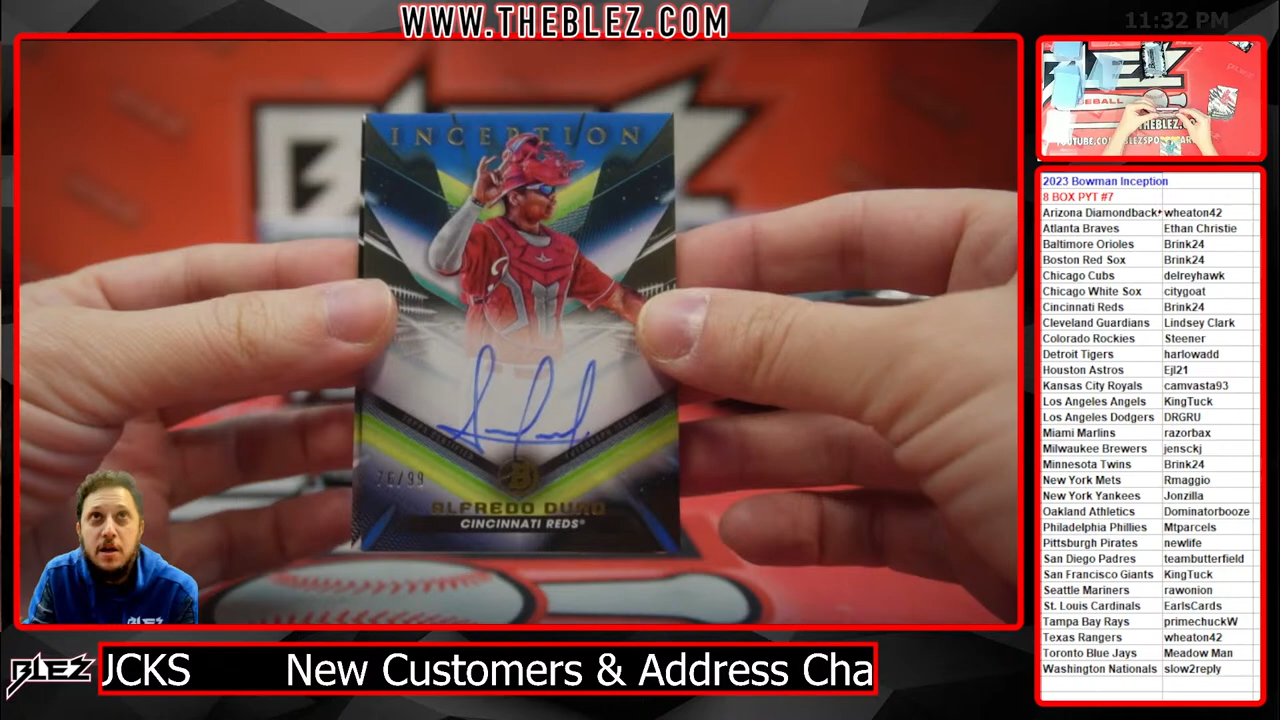 WWW.THEBLEZ.COM
11:32 PM
INCEPTION
/99
ALFREDO DUNO
CINCINNATI REDS
BLEZ
JCKS New Customers & Address Cha
BLEZ
2023 Bowman Inception
8 BOX PYT #7
Arizona Diamondback wheaton42
Atlanta Braves Ethan Christie
Baltimore Orioles Brink24
Boston Red Sox Brink24
Chicago Cubs delreyhawk
Chicago White Sox citygoat
Cincinnati Reds Brink24
Cleveland Guardians Lindsey Clark
Colorado Rockies Steener
Detroit Tigers harlowadd
Houston Astros Ejl21
Kansas City Royals camvasta93
Los Angeles Angels KingTuck
Los Angeles Dodgers DRGRU
Miami Marlins razorbax
Milwaukee Brewers jensckj
Minnesota Twins Brink24
New York Mets Rmaggio
New York Yankees Jonzilla
Oakland Athletics Dominatorbooze
Philadelphia Phillies Mtparcels
Pittsburgh Pirates newlife
San Diego Padres teambutterfield
San Francisco Giants KingTuck
Seattle Mariners rawonion
St. Louis Cardinals EarlsCards
Tampa Bay Rays primechuckW
Texas Rangers wheaton42
Toronto Blue Jays Meadow Man
Washington Nationals slow2reply